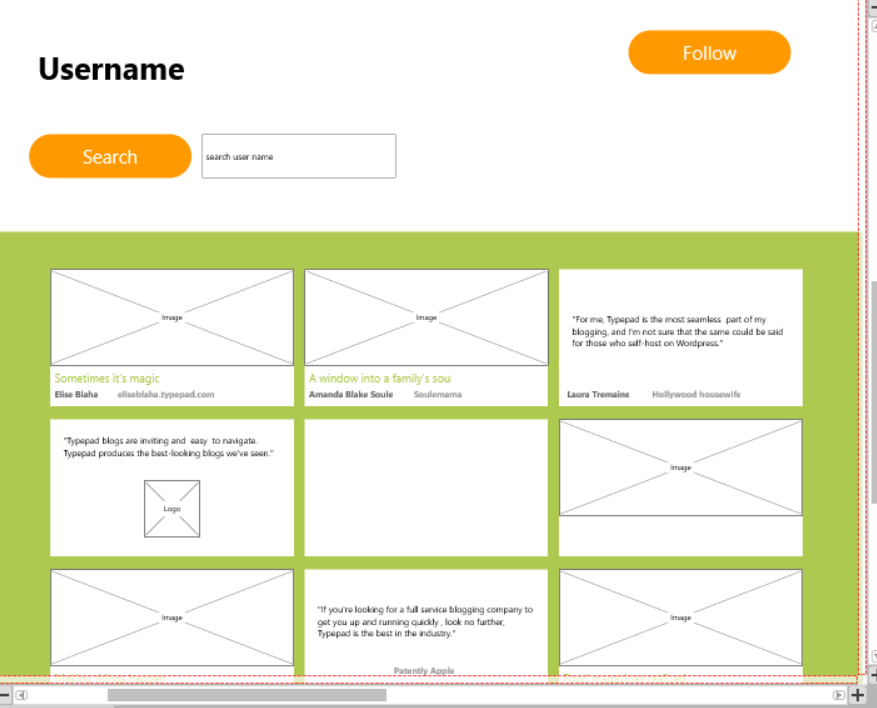 Follow
Username
Search
search user name
Image
Image
"For me, Typepad is the most seamless part of my
blogging, and I'm not sure that the same could be said
for those who self-host on Wordpress."
Sometimes it's magic
A window into a family's soul
Elise Blaha eliseblaha.typepad.com
Amanda Blake Soule Soulemama
Laura Tremaine Hollywood housewife
"Typepad blogs are inviting and easy to navigate.
Typepad produces the best-looking blogs we've seen."
Logo
Image
Image
"If you're looking for a full service blogging company to
get you up and running quickly , look no further,
Typepad is the best in the industry."
Patently Apple
Image